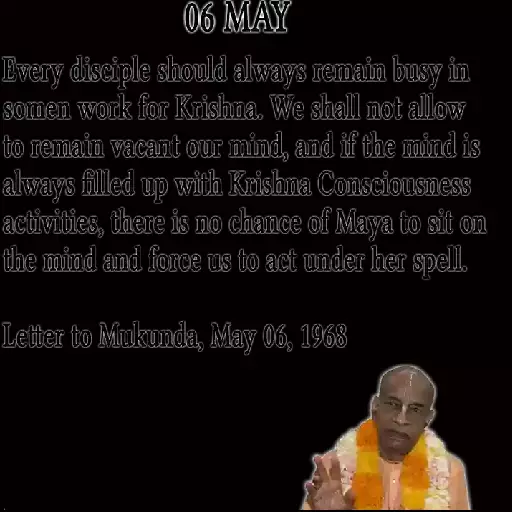 06 MAY
Every disciple should always remain busy in
somen work for Krishna. We shall not allow
to remain vacant our mind, and if the mind is
always filled up with Krishna Consciousness
activities, there is no chance of Maya to sit on
the mind and force us to act under her spell.
Letter to Mukunda, May 06, 1968